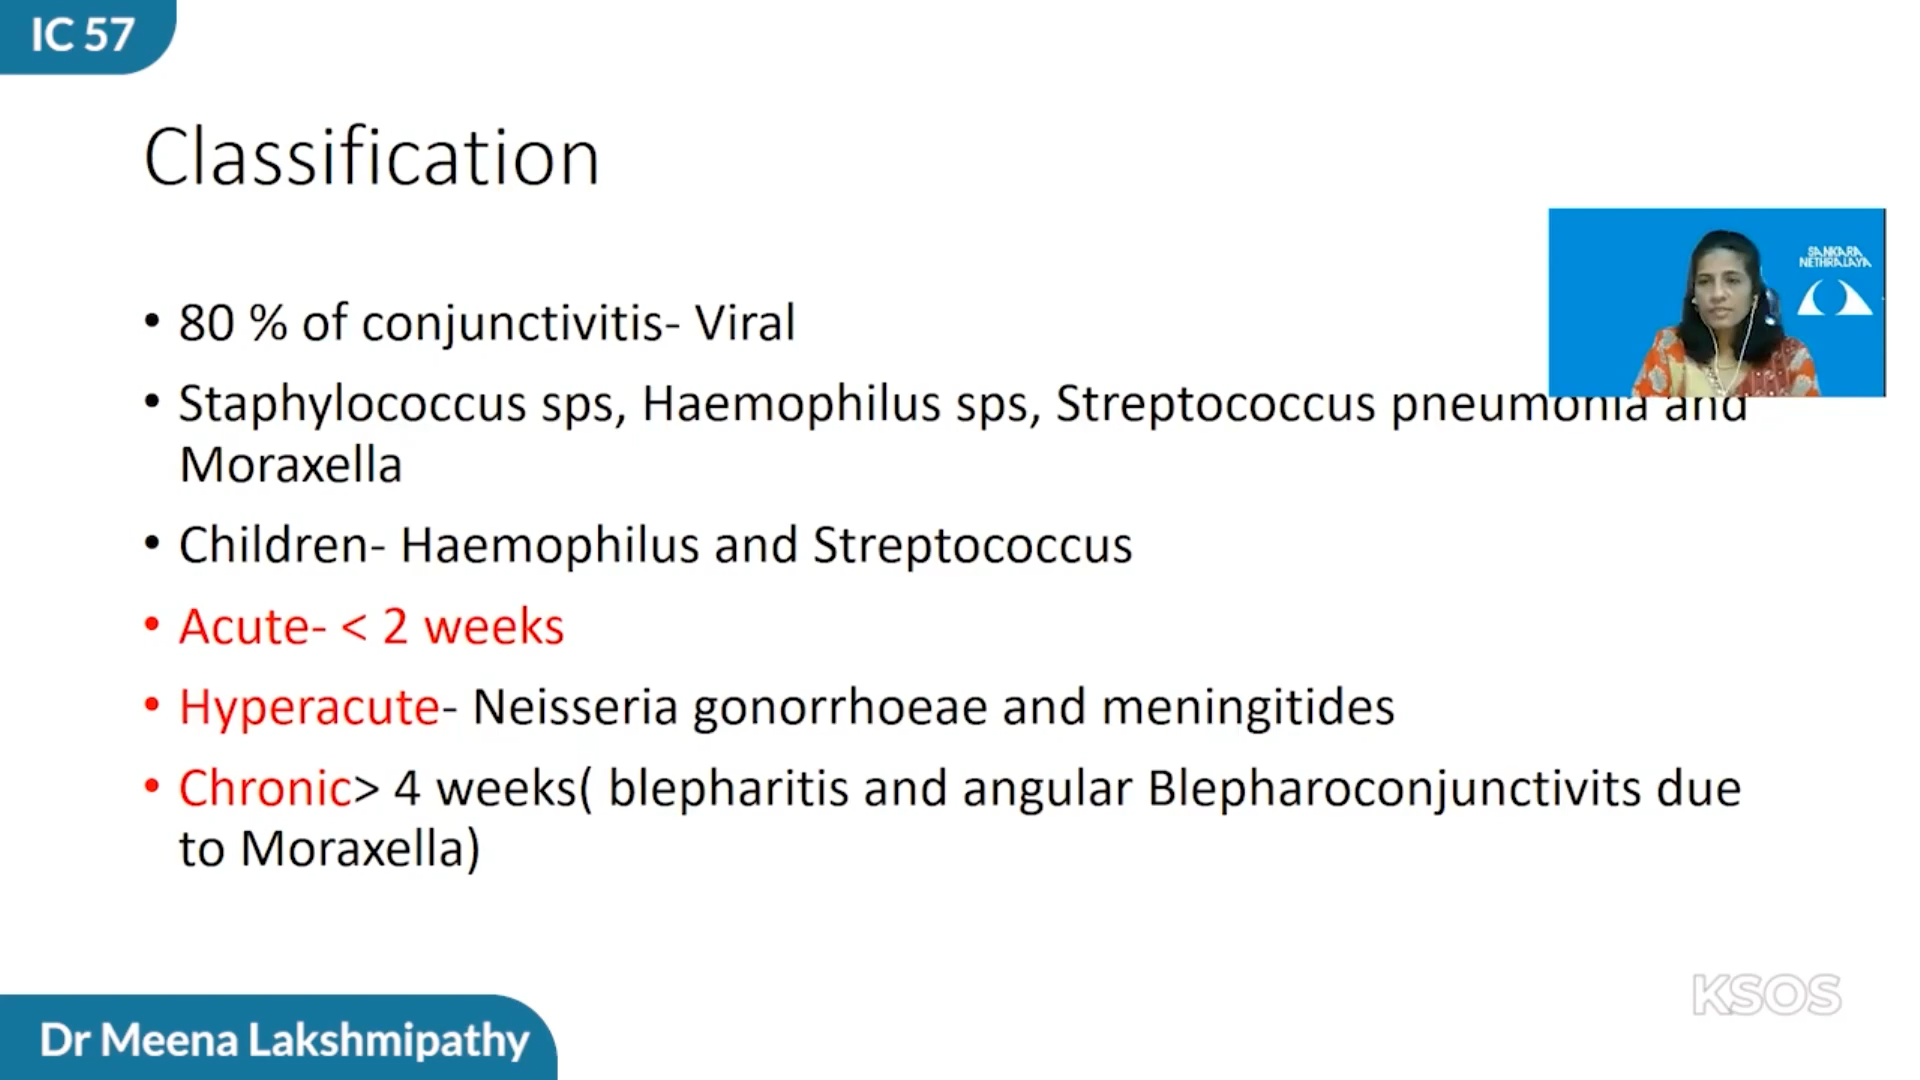 IC 57
Classification
SANKARA
NETHRALAYA
• 80 % of conjunctivitis- Viral
• Staphylococcus sps, Haemophilus sps, Streptococcus pneumonia and
Moraxella
• Children- Haemophilus and Streptococcus
• Acute- < 2 weeks
• Hyperacute- Neisseria gonorrhoeae and meningitides
• Chronic> 4 weeks( blepharitis and angular Blepharoconjunctivits due
to Moraxella)
KSOS
Dr Meena Lakshmipathy